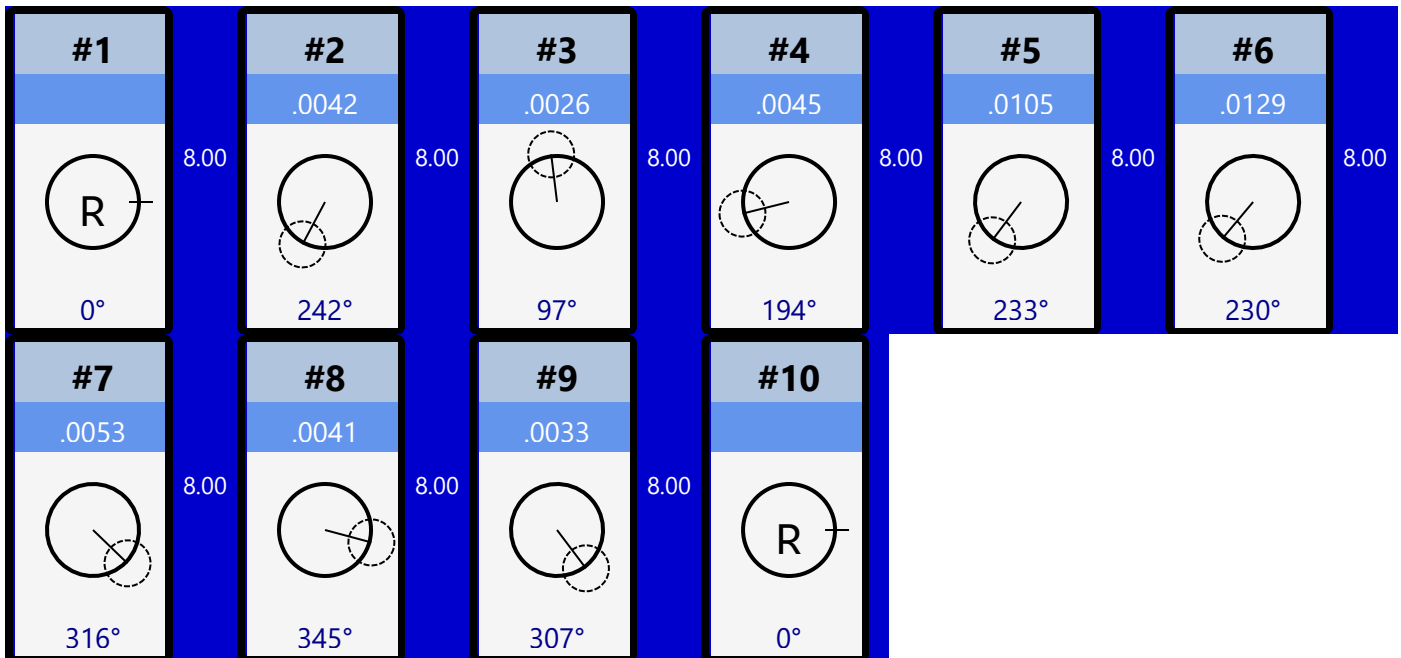 #1 #2 #3 #4 #5 #6
.0042 .0026 .0045 .0105 .0129
8.00 8.00 8.00 8.00 8.00 8.00
R
0° 242° 97° 194° 233° 230°
#7 #8 #9 #10
.0053 .0041 .0033
8.00 8.00 8.00
R
316° 345° 307° 0°